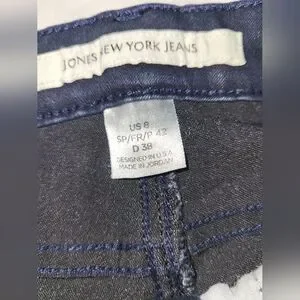 JONES NEW YORK JEANS
US 8
SP/FR/P 42
D 38
DESIGNED IN U.S.A
MADE IN JORDAN